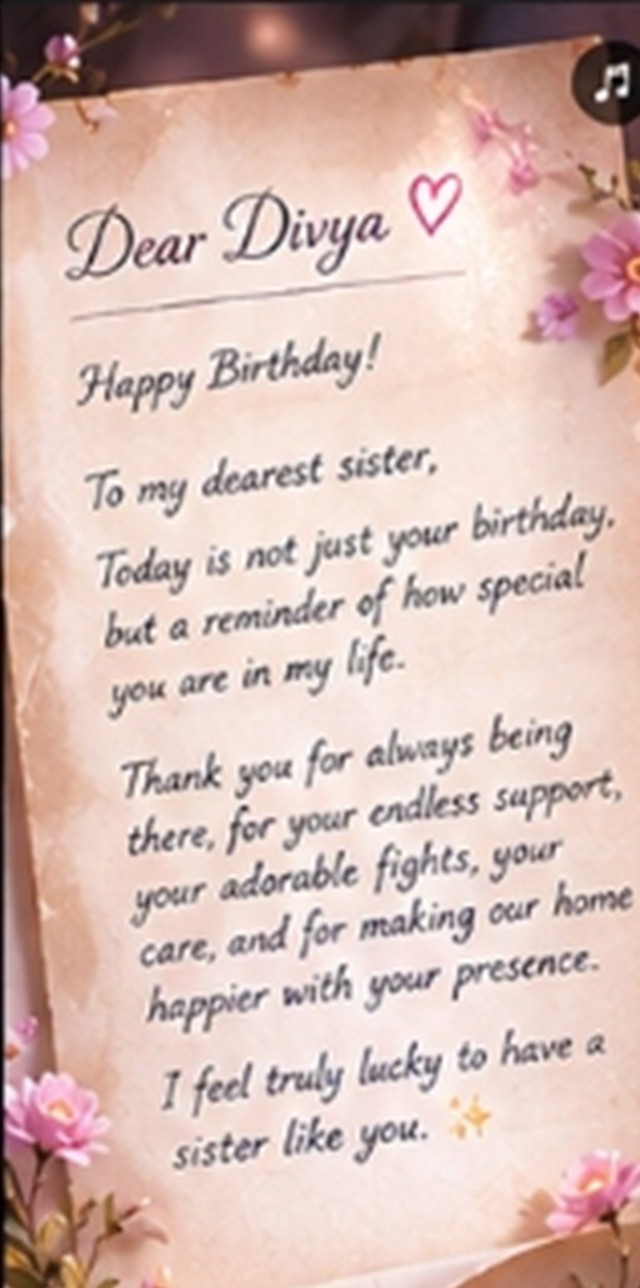 Dear Divya ♡
Happy Birthday!
To my dearest sister,
Today is not just your birthday,
but a reminder of how special
you are in my life.
Thank you for always being
there, for your endless support,
your adorable fights, your
care, and for making our home
happier with your presence.
I feel truly lucky to have a
sister like you. ✨